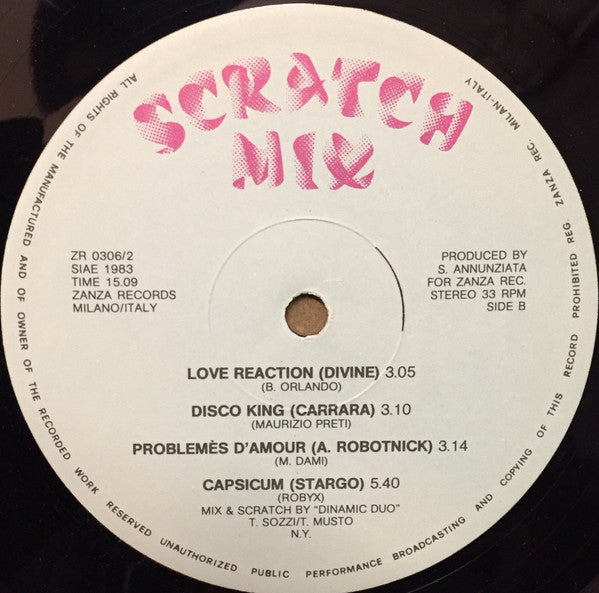 SCRATCH
MIX
ZR 0306/2
SIAE 1983
TIME 15.09
ZANZA RECORDS
MILANO/ITALY
PRODUCED BY
S. ANNUNZIATA
FOR ZANZA REC.
STEREO 33 RPM
SIDE B
LOVE REACTION (DIVINE) 3.05
(B. ORLANDO)
DISCO KING (CARRARA) 3.10
(MAURIZIO PRETI)
PROBLEMÈS D'AMOUR (A. ROBOTNICK) 3.14
(M. DAMI)
CAPSICUM (STARGO) 5.40
(ROBYX)
MIX & SCRATCH BY "DINAMIC DUO"
T. SOZZI/T. MUSTO
N.Y.
ALL RIGHTS OF THE MANUFACTURED AND OF OWNER OF THE RECORDED WORK RESERVED UNAUTHORIZED PUBLIC PERFORMANCE BROADCASTING AND COPYING OF THIS RECORD PROHIBITED REG. ZANZA REC. MILAN-ITALY